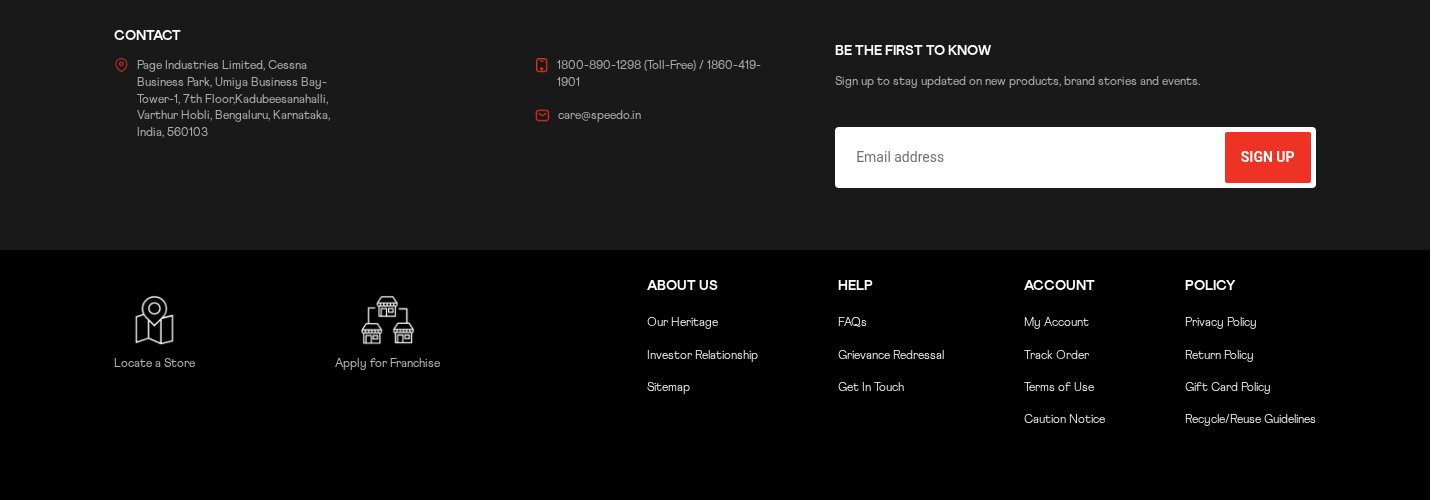 CONTACT
Page Industries Limited, Cessna
Business Park, Umiya Business Bay-
Tower-1, 7th Floor,Kadubeesanahalli,
Varthur Hobli, Bengaluru, Karnataka,
India, 560103
1800-890-1298 (Toll-Free) / 1860-419-
1901
care@speedo.in
BE THE FIRST TO KNOW
Sign up to stay updated on new products, brand stories and events.
Email address
SIGN UP
Locate a Store
Apply for Franchise
ABOUT US
Our Heritage
Investor Relationship
Sitemap
HELP
FAQs
Grievance Redressal
Get In Touch
ACCOUNT
My Account
Track Order
Terms of Use
Caution Notice
POLICY
Privacy Policy
Return Policy
Gift Card Policy
Recycle/Reuse Guidelines